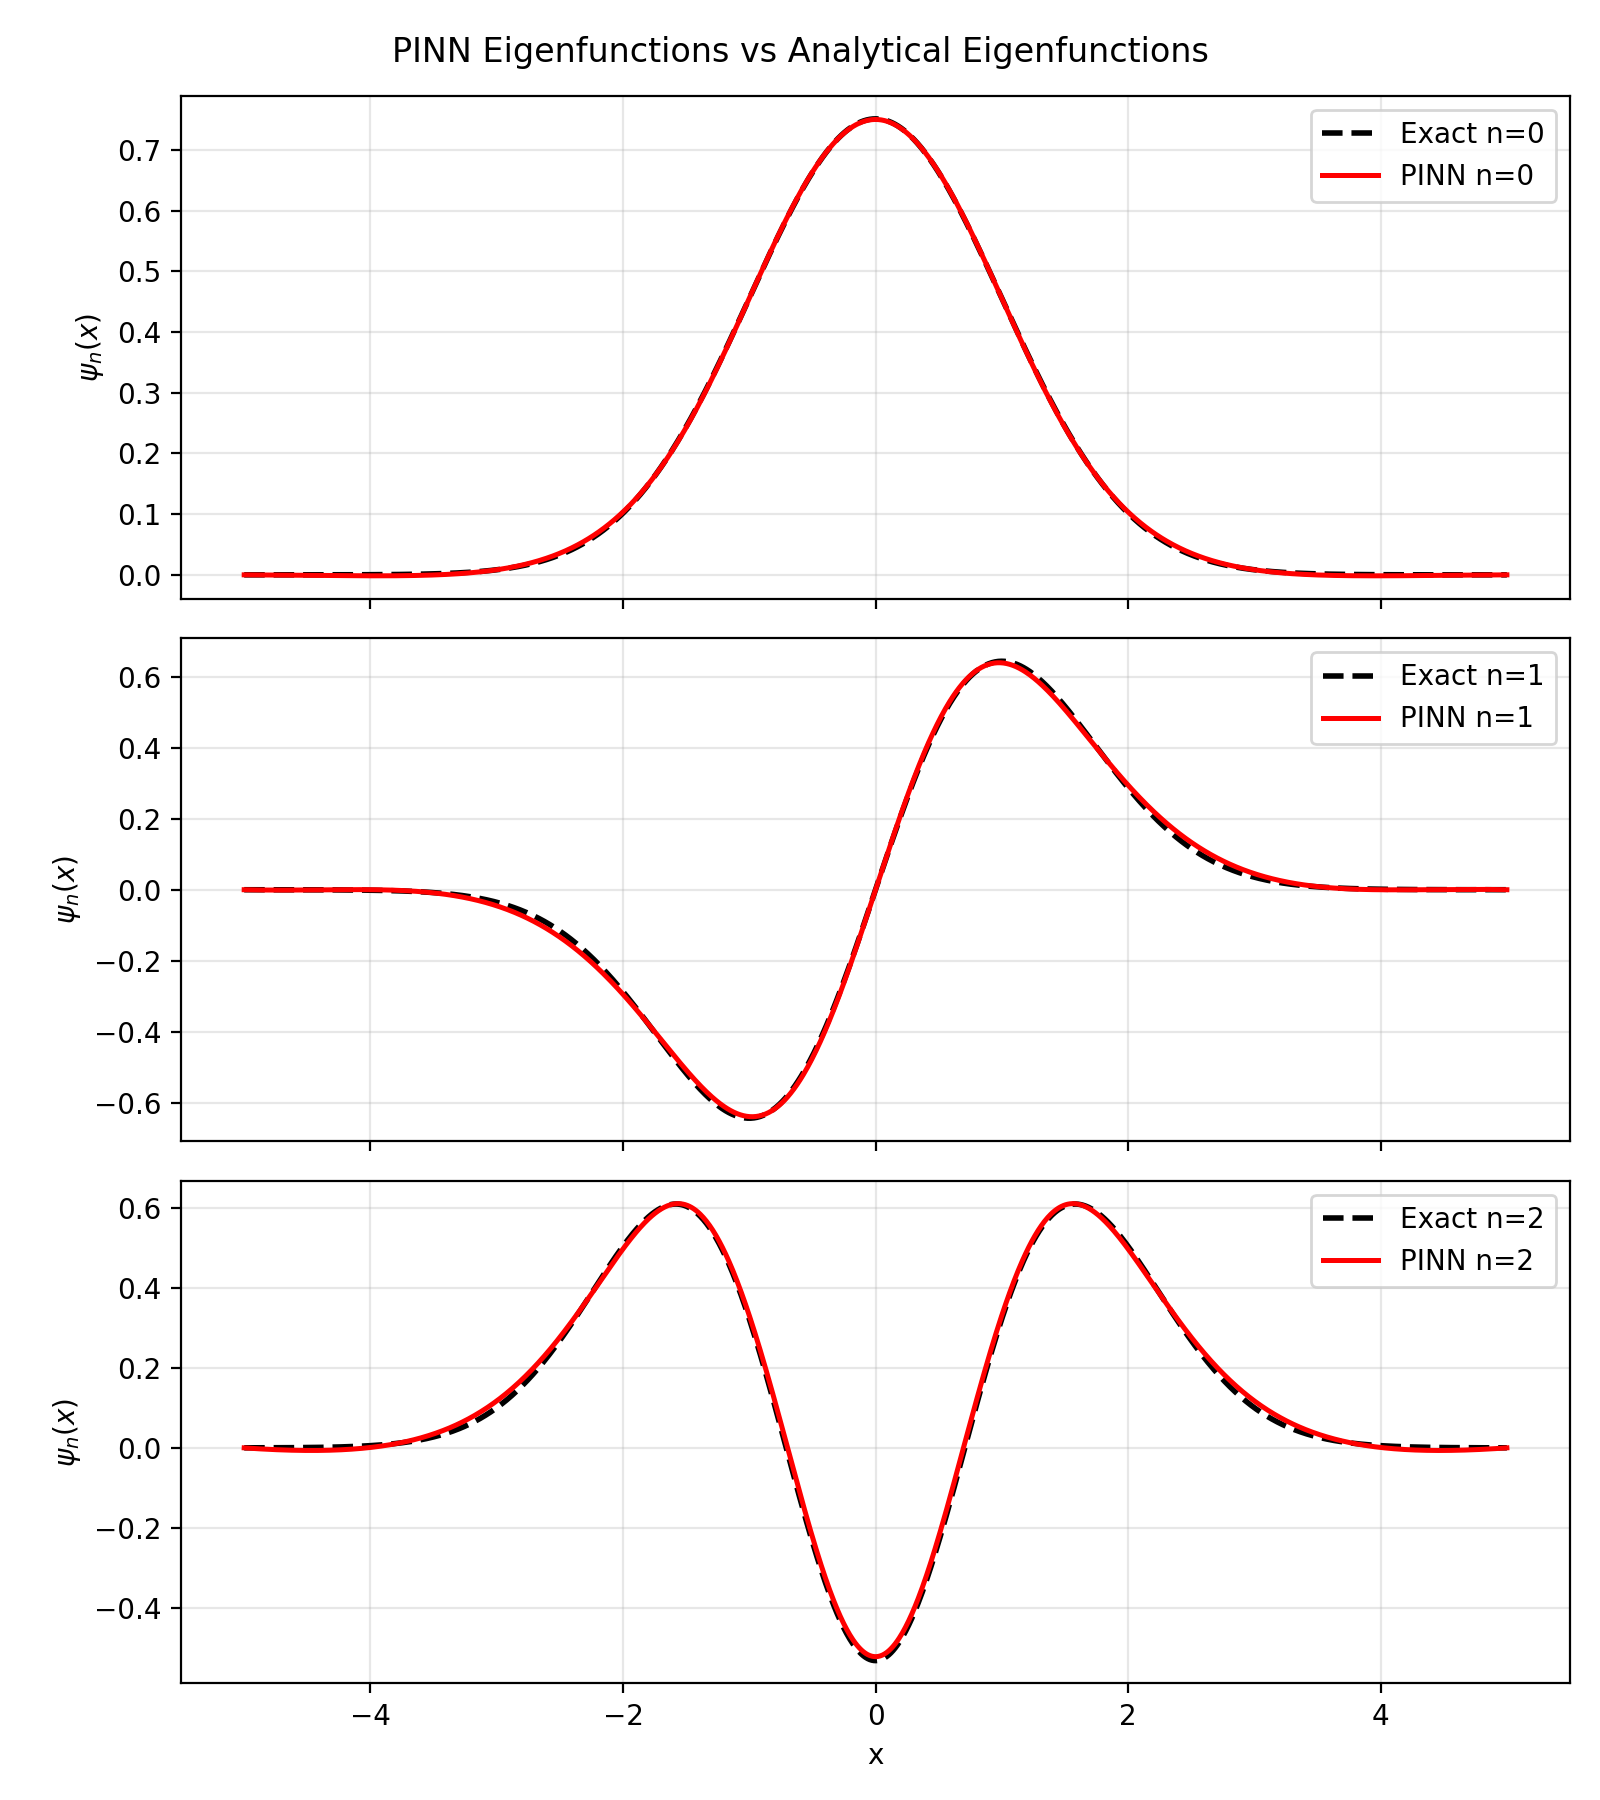 PINN Eigenfunctions vs Analytical Eigenfunctions
0.7
0.6
0.5
0.4
0.3
0.2
0.1
0.0
ψn(x)
Exact n=0
PINN n=0
0.6
0.4
0.2
0.0
−0.2
−0.4
−0.6
ψn(x)
Exact n=1
PINN n=1
0.6
0.4
0.2
0.0
−0.2
−0.4
ψn(x)
Exact n=2
PINN n=2
−4 −2 0 2 4
x